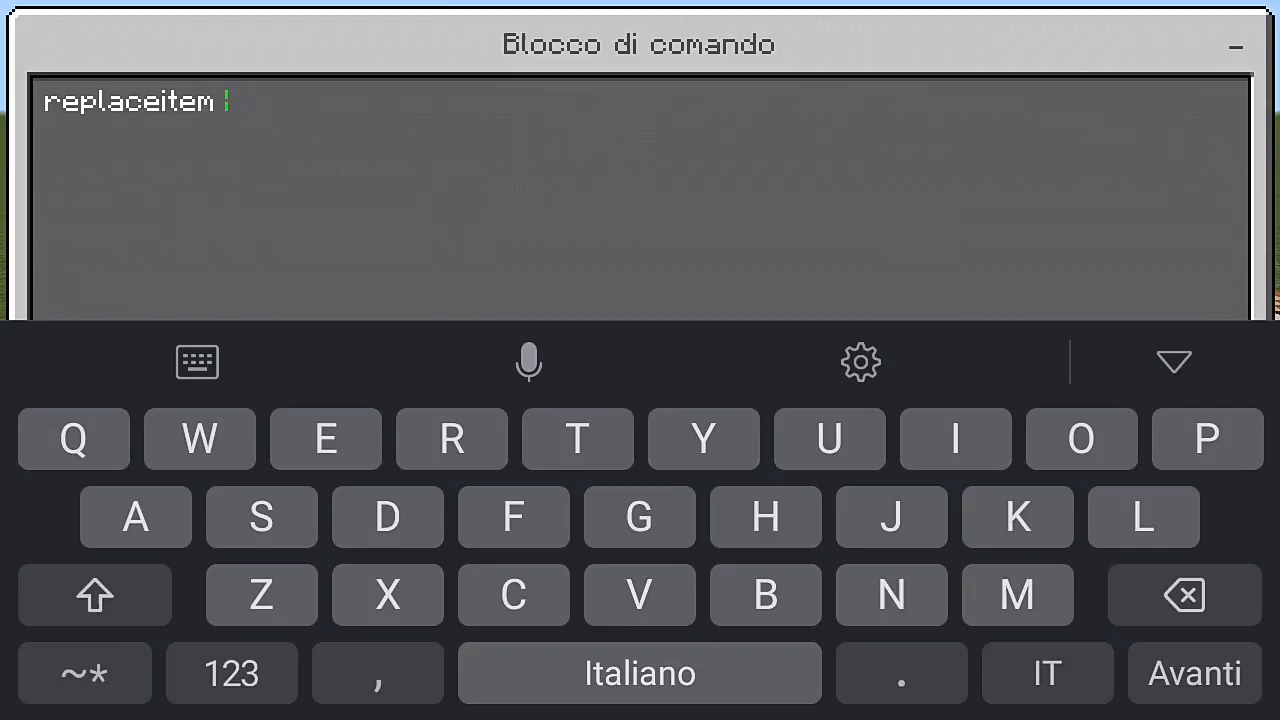 Blocco di comando
replaceitem
Q W E R T Y U I O P
A S D F G H J K L
Z X C V B N M
~* 123 , Italiano . IT Avanti